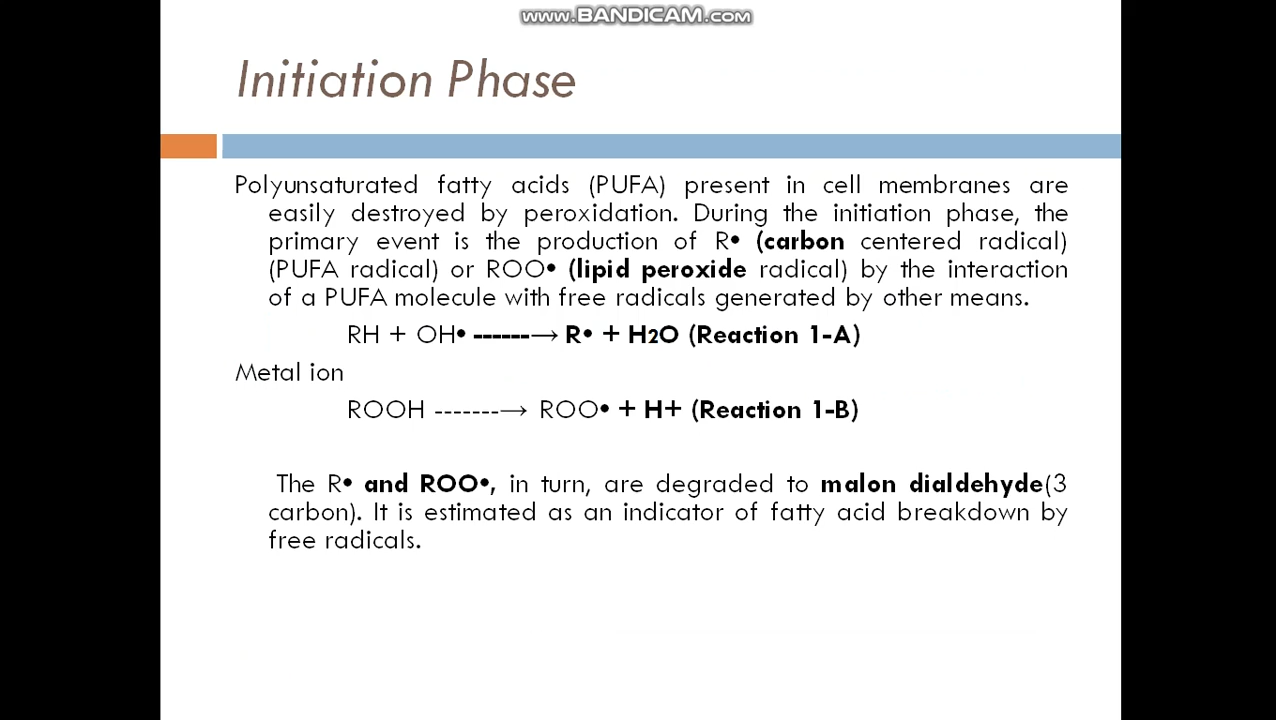 www.BANDICAM.com
Initiation Phase
Polyunsaturated fatty acids (PUFA) present in cell membranes are
easily destroyed by peroxidation. During the initiation phase, the
primary event is the production of R• (carbon centered radical)
(PUFA radical) or ROO• (lipid peroxide radical) by the interaction
of a PUFA molecule with free radicals generated by other means.
RH + OH• ------→ R• + H2O (Reaction 1-A)
Metal ion
ROOH -------→ ROO• + H+ (Reaction 1-B)
The R• and ROO•, in turn, are degraded to malon dialdehyde(3
carbon). It is estimated as an indicator of fatty acid breakdown by
free radicals.